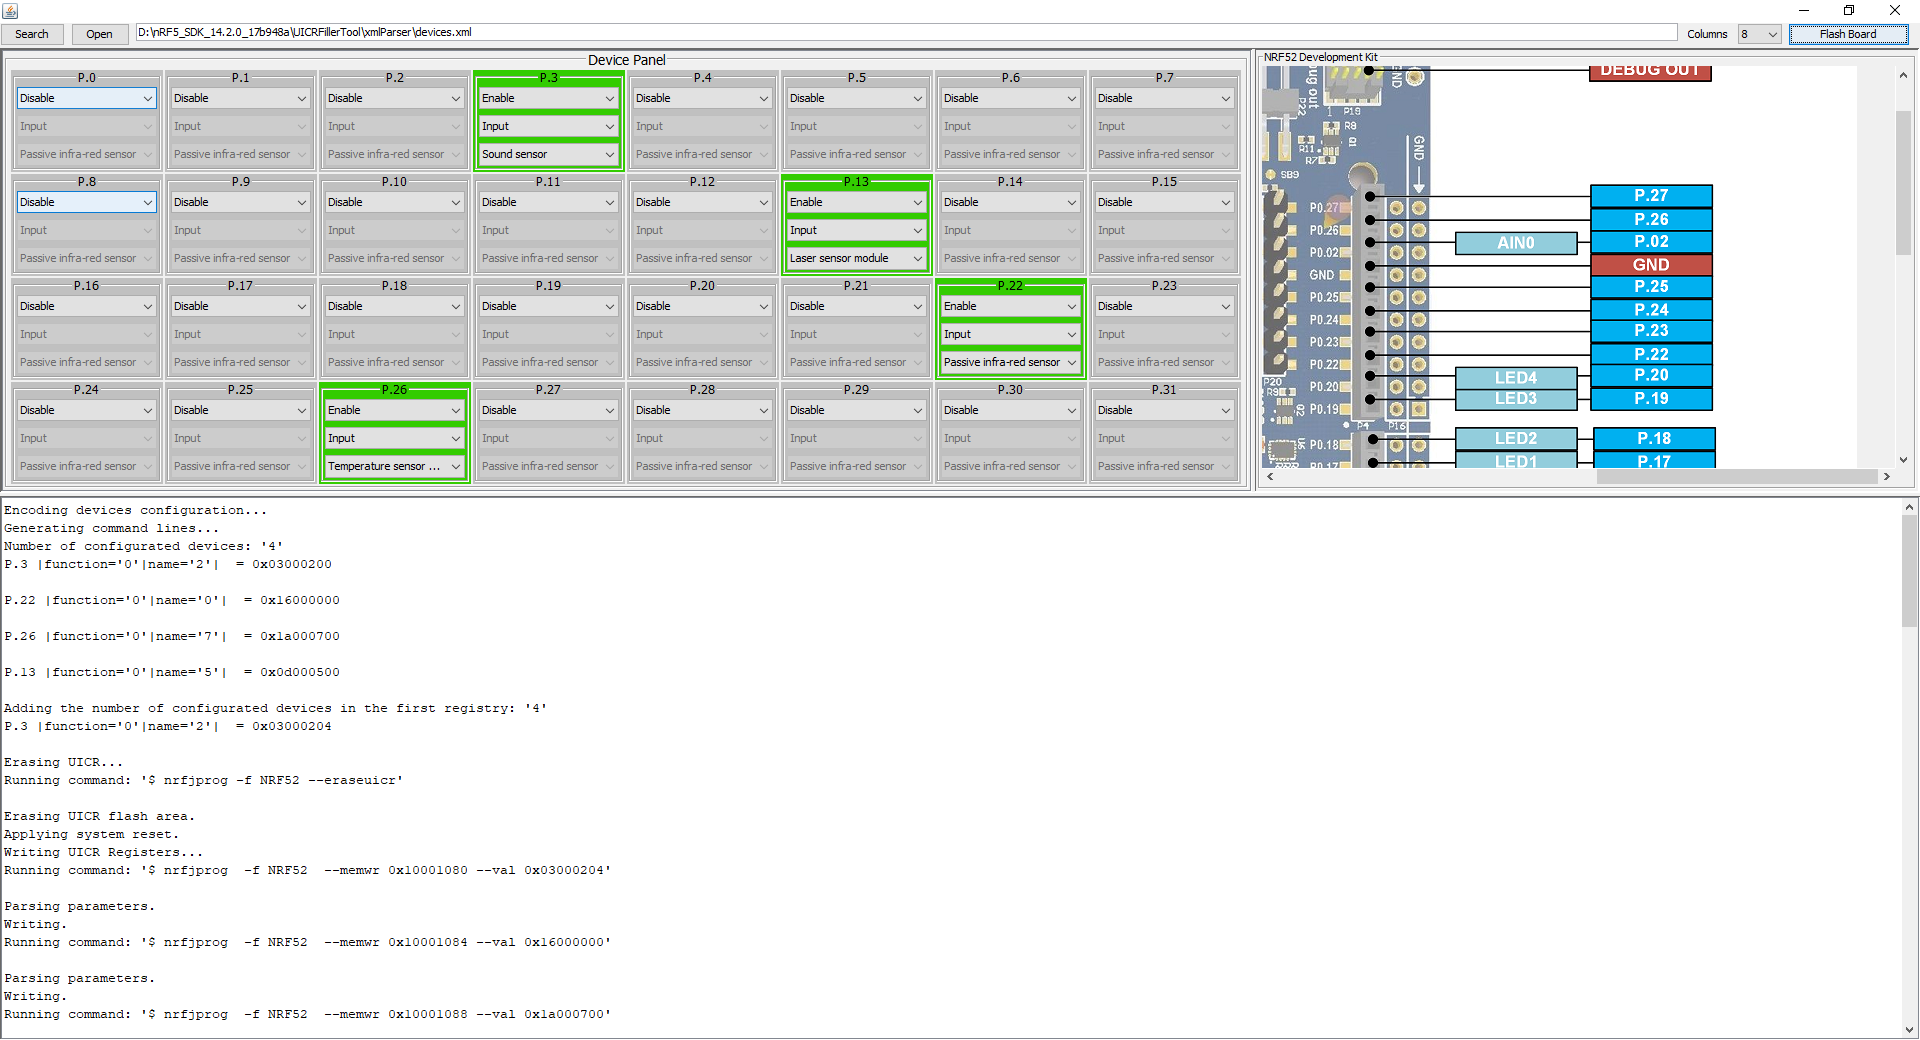 Search Open D:\nRF5_SDK_14.2.0_17b948a\UICRFillerTool\xmlParser\devices.xml Columns 8 Flash Board
Device Panel
P.0 P.1 P.2 P.3 P.4 P.5 P.6 P.7
Disable Disable Disable Enable Disable Disable Disable Disable
Input Input Input Input Input Input Input Input
Passive infra-red sensor Passive infra-red sensor Passive infra-red sensor Sound sensor Passive infra-red sensor Passive infra-red sensor Passive infra-red sensor Passive infra-red sensor
P.8 P.9 P.10 P.11 P.12 P.13 P.14 P.15
Disable Disable Disable Disable Disable Enable Disable Disable
Input Input Input Input Input Input Input Input
Passive infra-red sensor Passive infra-red sensor Passive infra-red sensor Passive infra-red sensor Passive infra-red sensor Laser sensor module Passive infra-red sensor Passive infra-red sensor
P.16 P.17 P.18 P.19 P.20 P.21 P.22 P.23
Disable Disable Disable Disable Disable Disable Enable Disable
Input Input Input Input Input Input Input Input
Passive infra-red sensor Passive infra-red sensor Passive infra-red sensor Passive infra-red sensor Passive infra-red sensor Passive infra-red sensor Passive infra-red sensor Passive infra-red sensor
P.24 P.25 P.26 P.27 P.28 P.29 P.30 P.31
Disable Disable Enable Disable Disable Disable Disable Disable
Input Input Input Input Input Input Input Input
Passive infra-red sensor Passive infra-red sensor Temperature sensor ... Passive infra-red sensor Passive infra-red sensor Passive infra-red sensor Passive infra-red sensor Passive infra-red sensor
NRF52 Development Kit
DEBUG OUT
bug out
GND
P22
1 P19
R8
R11
Q1
R7
GND
SB9
P0.27 P.27
P0.26 P.26
P0.02 AIN0 P.02
GND GND
P0.25 P.25
P0.24 P.24
P0.23 P.23
P0.22 P.22
P20
P0.20 LED4 P.20
R9
Q2
P0.19 LED3 P.19
P4 P16
U6
P0.18 LED2 P.18
P0.17 LED1 P.17
Encoding devices configuration...
Generating command lines...
Number of configurated devices: '4'
P.3 |function='0'|name='2'|  = 0x03000200
P.22 |function='0'|name='0'|  = 0x16000000
P.26 |function='0'|name='7'|  = 0x1a000700
P.13 |function='0'|name='5'|  = 0x0d000500
Adding the number of configurated devices in the first registry: '4'
P.3 |function='0'|name='2'|  = 0x03000204
Erasing UICR...
Running command: '$ nrfjprog -f NRF52 --eraseuicr'
Erasing UICR flash area.
Applying system reset.
Writing UICR Registers...
Running command: '$ nrfjprog  -f NRF52  --memwr 0x10001080 --val 0x03000204'
Parsing parameters.
Writing.
Running command: '$ nrfjprog  -f NRF52  --memwr 0x10001084 --val 0x16000000'
Parsing parameters.
Writing.
Running command: '$ nrfjprog  -f NRF52  --memwr 0x10001088 --val 0x1a000700'